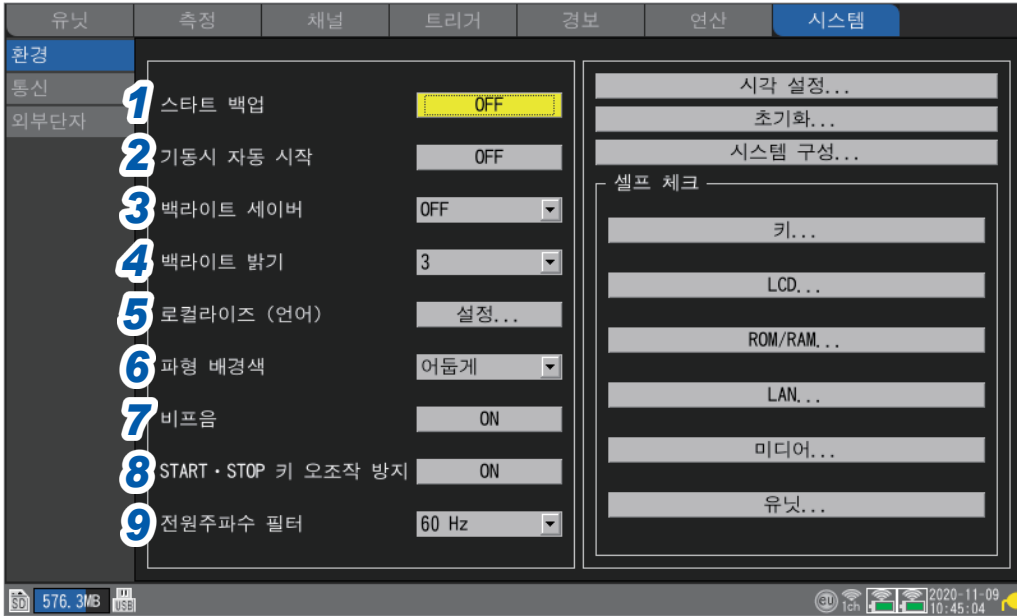 유닛 측정 채널 트리거 경보 연산 시스템
환경
통신
외부단자
1 스타트 백업 OFF
2 기동시 자동 시작 OFF
3 백라이트 세이버 OFF
4 백라이트 밝기 3
5 로컬라이즈 (언어) 설정...
6 파형 배경색 어둡게
7 비프음 ON
8 START・STOP 키 오조작 방지 ON
9 전원주파수 필터 60 Hz
시각 설정...
초기화...
시스템 구성...
셀프 체크
키...
LCD...
ROM/RAM...
LAN...
미디어...
유닛...
SD 576.3MB USB
eU 1ch 2020-11-09
10:45:04